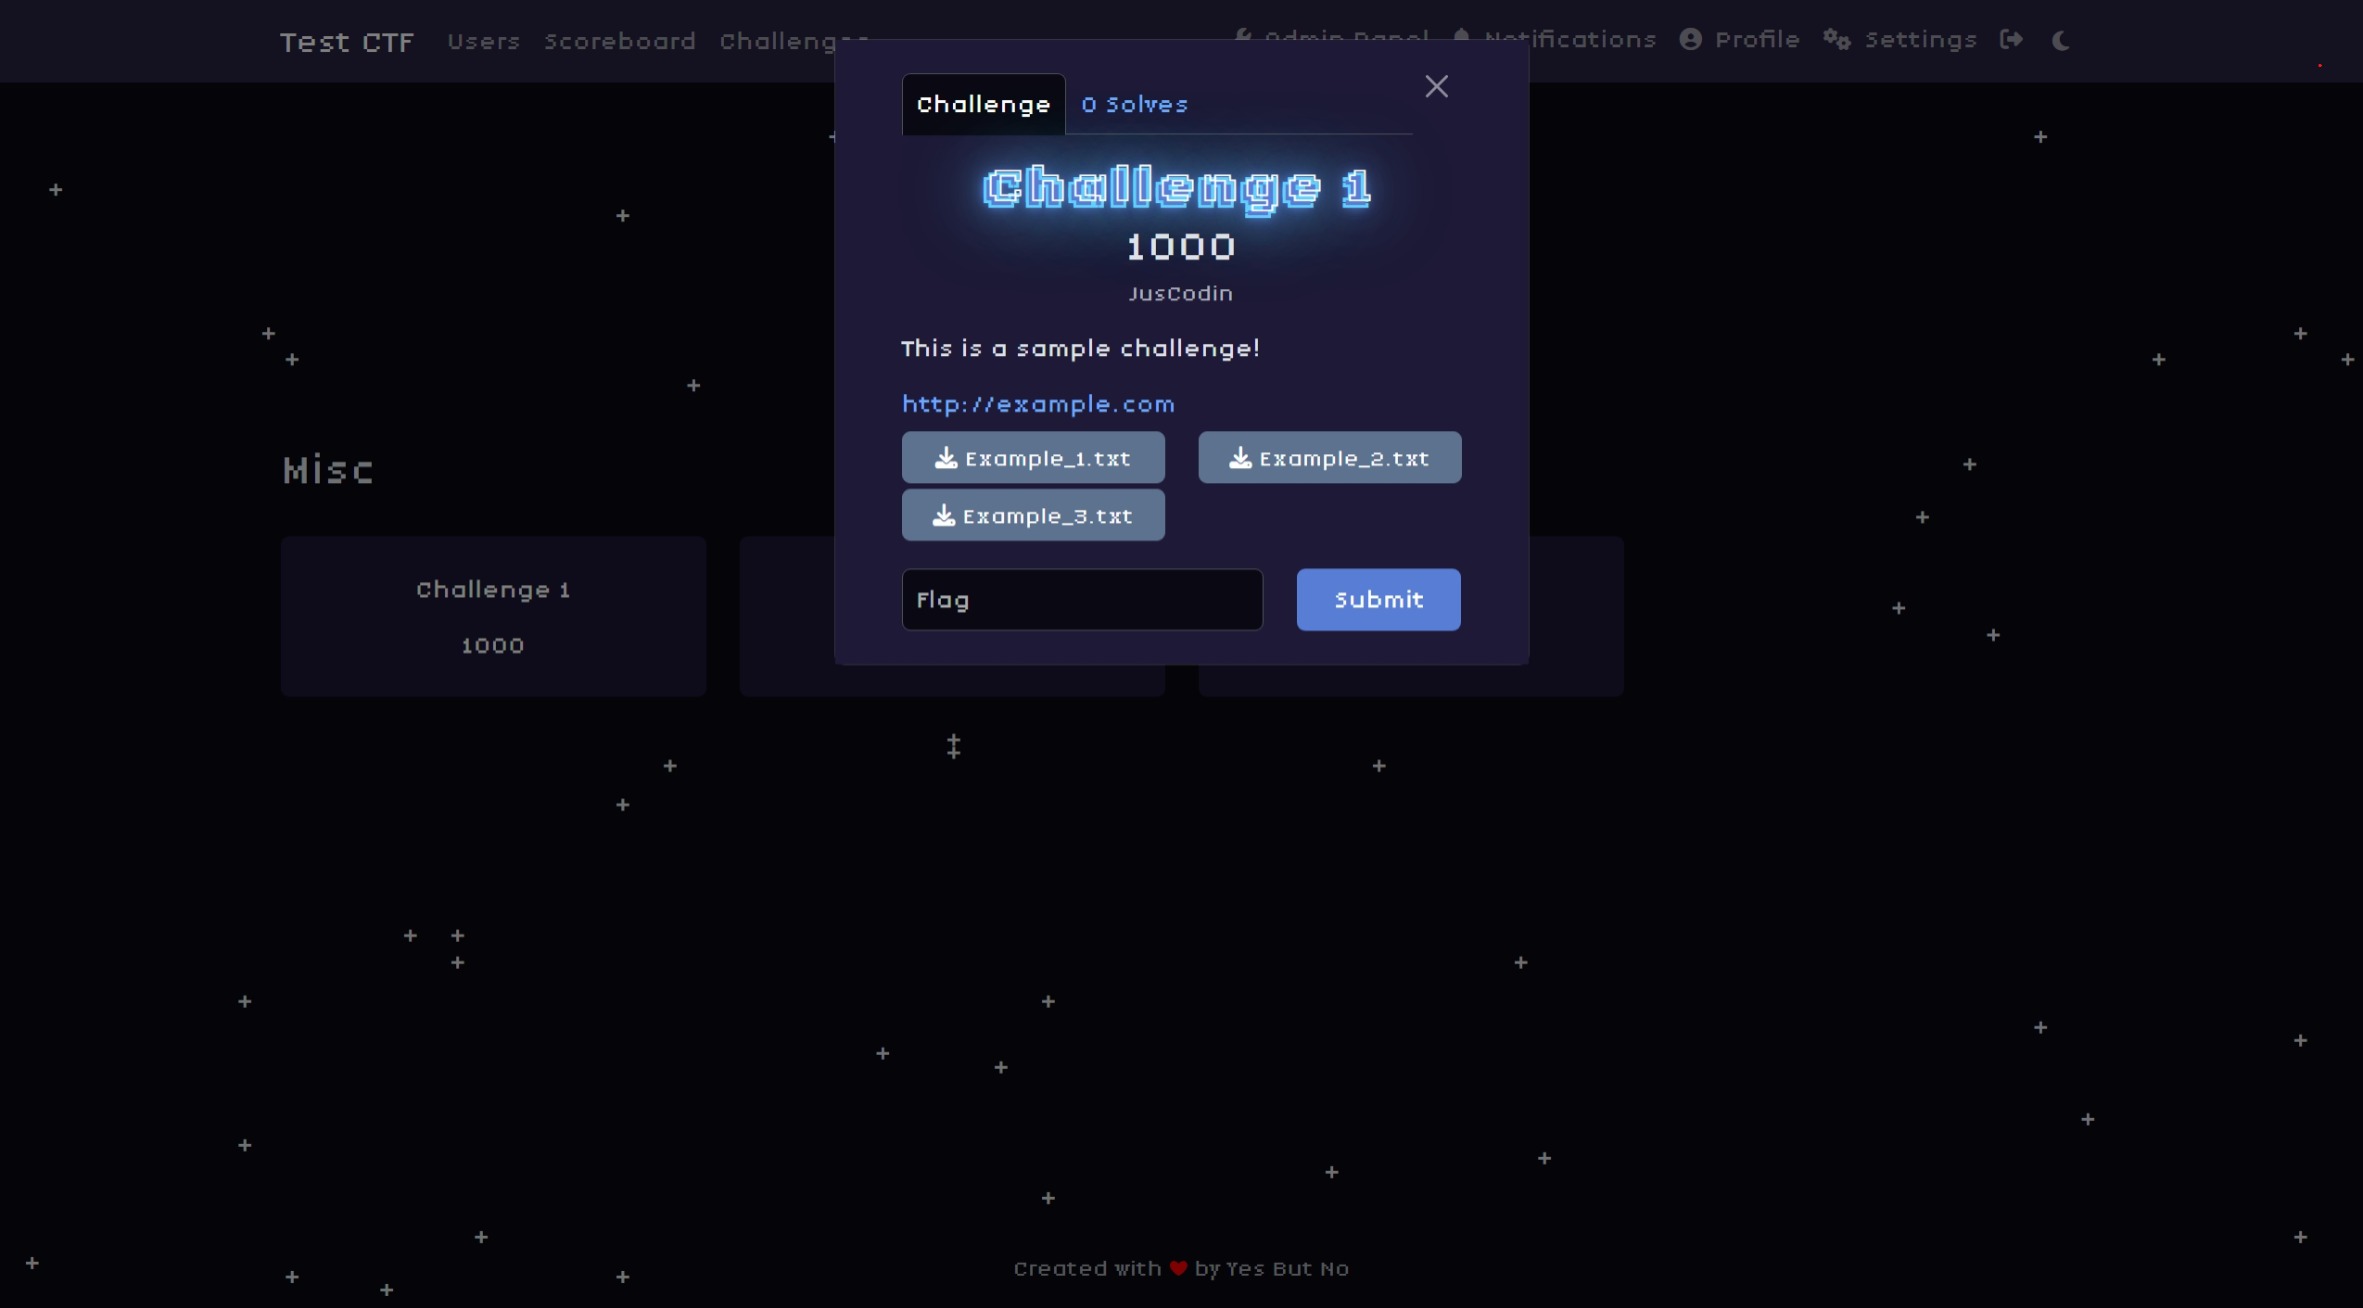 Test CTF Users Scoreboard Challenges Admin Panel Notifications Profile Settings
Challenge 0 Solves
Challenge 1
1000
JusCodin
This is a sample challenge!
http://example.com
Example_1.txt Example_2.txt
Example_3.txt
Flag Submit
Misc
Challenge 1
1000
Created with ❤ by Yes But No